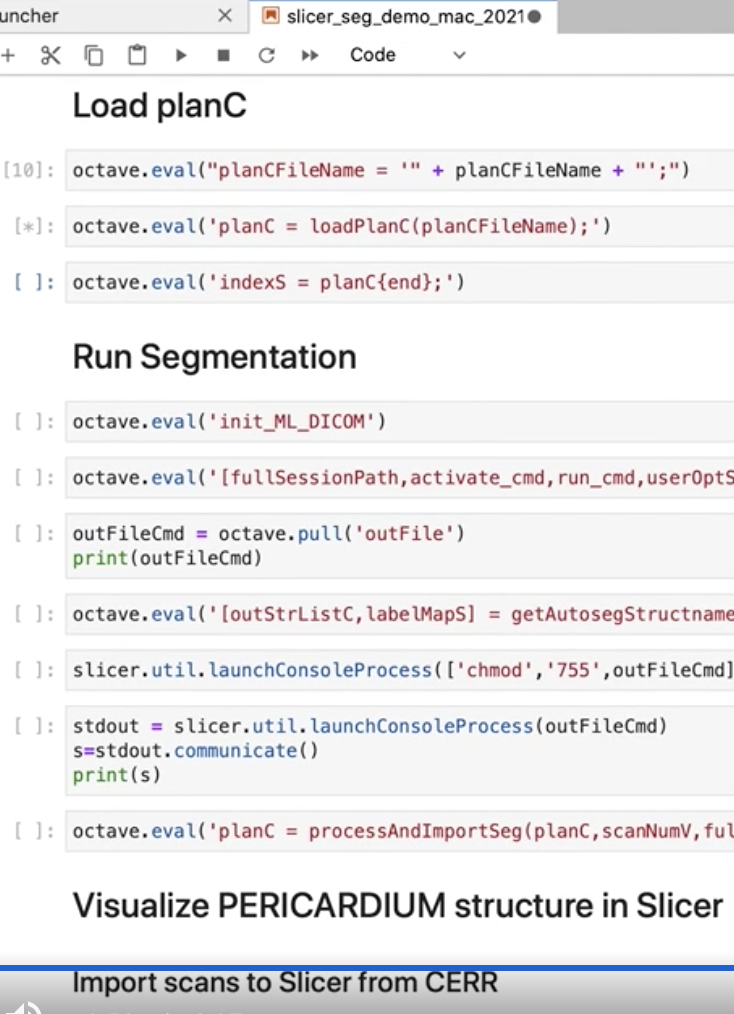 uncher
slicer_seg_demo_mac_2021
Code
Load planC
[10]: octave.eval("planCFileName = '" + planCFileName + "';")
[*]: octave.eval('planC = loadPlanC(planCFileName);')
[ ]: octave.eval('indexS = planC{end};')
Run Segmentation
[ ]: octave.eval('init_ML_DICOM')
[ ]: octave.eval('[fullSessionPath,activate_cmd,run_cmd,userOptS
[ ]: outFileCmd = octave.pull('outFile')
print(outFileCmd)
[ ]: octave.eval('[outStrListC,labelMapS] = getAutosegStructname
[ ]: slicer.util.launchConsoleProcess(['chmod','755',outFileCmd]
[ ]: stdout = slicer.util.launchConsoleProcess(outFileCmd)
s=stdout.communicate()
print(s)
[ ]: octave.eval('planC = processAndImportSeg(planC,scanNumV,ful
Visualize PERICARDIUM structure in Slicer
Import scans to Slicer from CERR